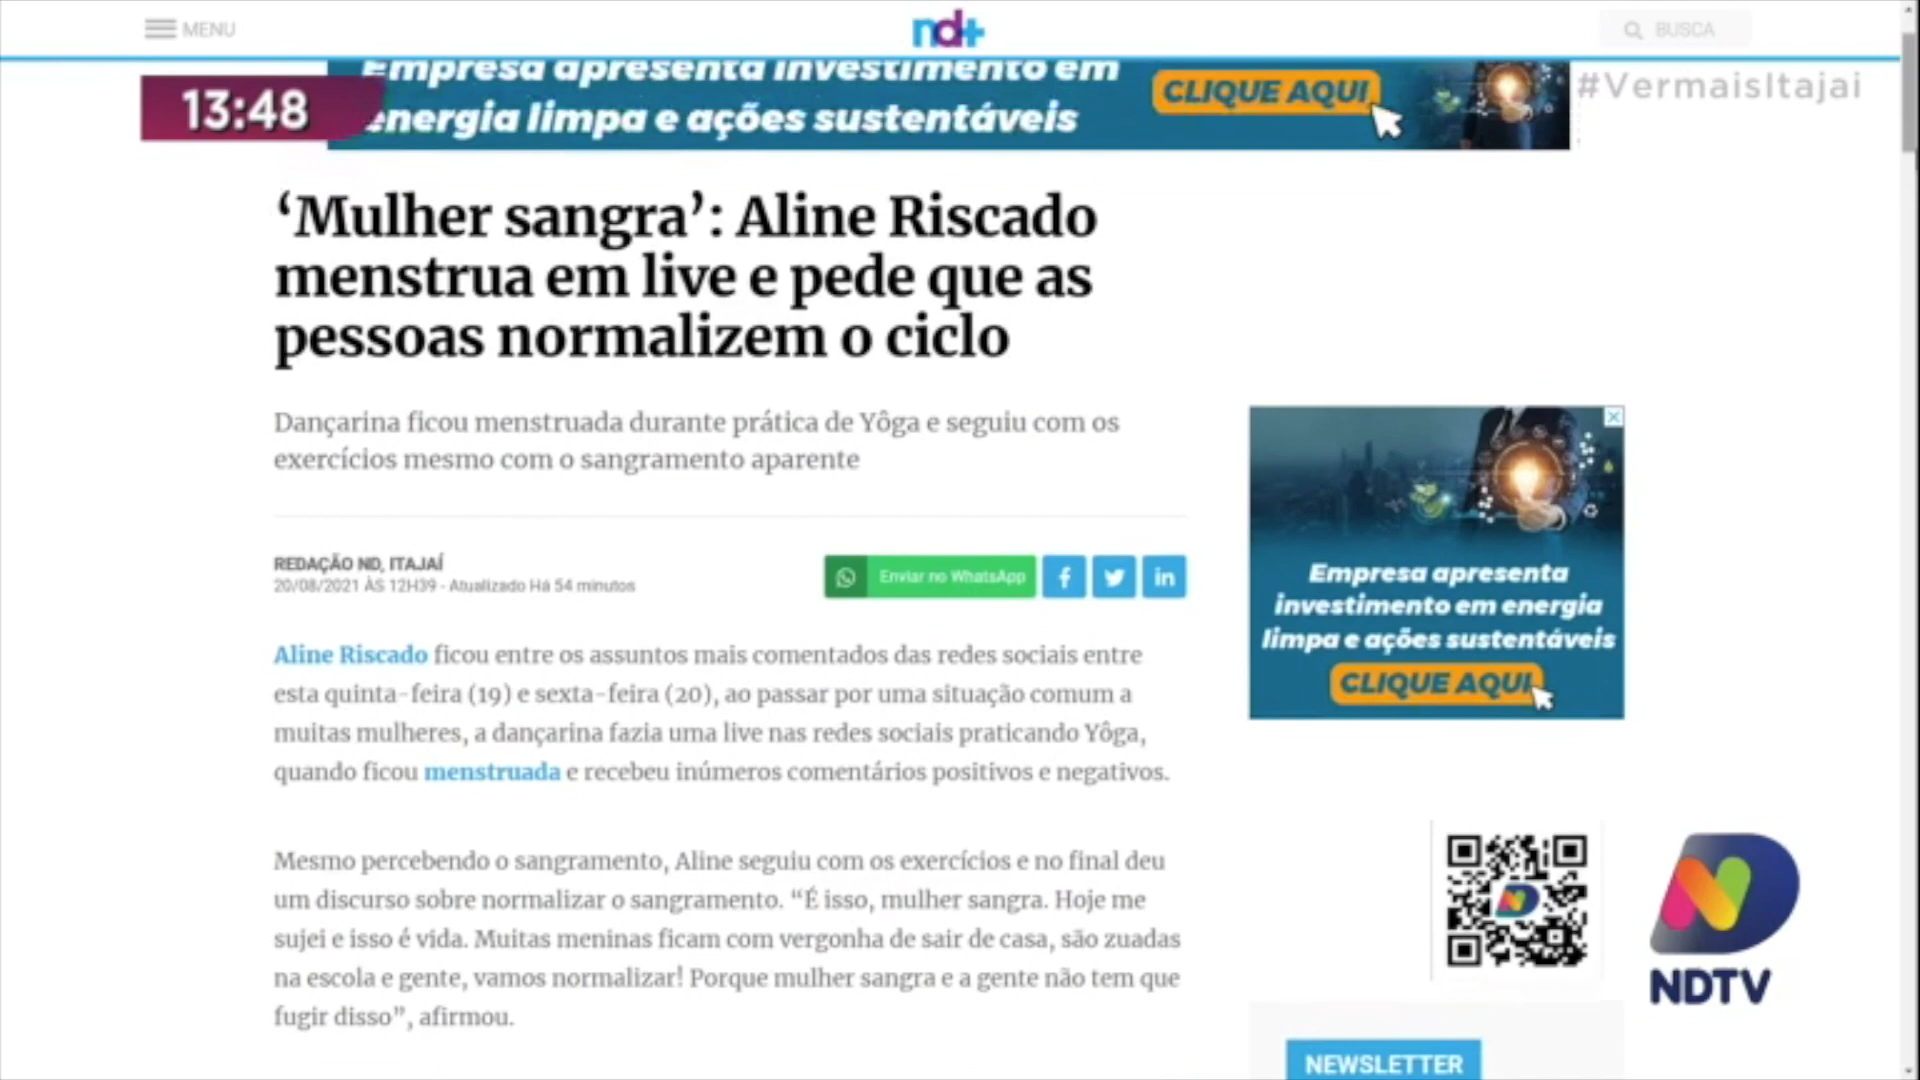 MENU
nd+
BUSCA
13:48
Empresa apresenta investimento em
energia limpa e ações sustentáveis
CLIQUE AQUI
#VermaisItajai
‘Mulher sangra’: Aline Riscado
menstrua em live e pede que as
pessoas normalizem o ciclo
Dançarina ficou menstruada durante prática de Yôga e seguiu com os
exercícios mesmo com o sangramento aparente
REDAÇÃO ND, ITAJAÍ
20/08/2021 ÀS 12H39 - Atualizado Há 54 minutos
Enviar no WhatsApp
Aline Riscado ficou entre os assuntos mais comentados das redes sociais entre
esta quinta-feira (19) e sexta-feira (20), ao passar por uma situação comum a
muitas mulheres, a dançarina fazia uma live nas redes sociais praticando Yôga,
quando ficou menstruada e recebeu inúmeros comentários positivos e negativos.
Mesmo percebendo o sangramento, Aline seguiu com os exercícios e no final deu
um discurso sobre normalizar o sangramento. “É isso, mulher sangra. Hoje me
sujei e isso é vida. Muitas meninas ficam com vergonha de sair de casa, são zuadas
na escola e gente, vamos normalizar! Porque mulher sangra e a gente não tem que
fugir disso”, afirmou.
Empresa apresenta
investimento em energia
limpa e ações sustentáveis
CLIQUE AQUI
NDTV
NEWSLETTER